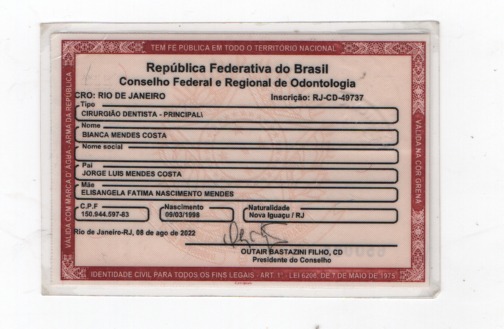 TEM FÉ PÚBLICA EM TODO O TERRITÓRIO NACIONAL
República Federativa do Brasil
Conselho Federal e Regional de Odontologia
CRO: RIO DE JANEIRO Inscrição: RJ-CD-49737
Tipo
CIRURGIÃO DENTISTA - PRINCIPAL\
Nome
BIANCA MENDES COSTA
Nome social
Pai
JORGE LUIS MENDES COSTA
Mãe
ELISANGELA FATIMA NASCIMENTO MENDES
C.P.F Nascimento Naturalidade
150.944.597-83 09/03/1998 Nova Iguaçu / RJ
Rio de Janeiro-RJ, 08 de ago de 2022
OUTAIR BASTAZINI FILHO, CD
Presidente do Conselho
IDENTIDADE CIVIL PARA TODOS OS FINS LEGAIS - ART. 1° - LEI 6206, DE 7 DE MAIO DE 1975
VÁLIDA COM MARCA D'ÁGUA - ARMA DA REPÚBLICA
VÁLIDA NA COR GRENÁ